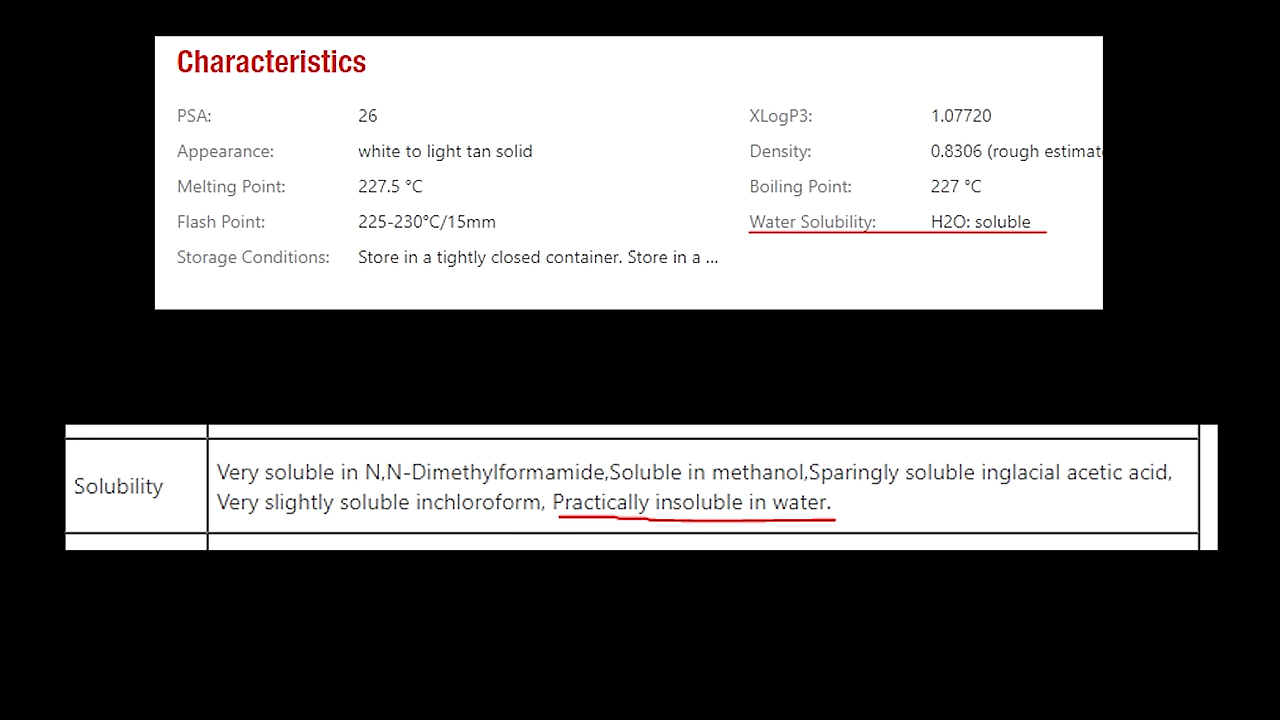 Characteristics
PSA: 26 XLogP3: 1.07720
Appearance: white to light tan solid Density: 0.8306 (rough estimat
Melting Point: 227.5 °C Boiling Point: 227 °C
Flash Point: 225-230°C/15mm Water Solubility: H2O: soluble
Storage Conditions: Store in a tightly closed container. Store in a ...
Solubility
Very soluble in N,N-Dimethylformamide,Soluble in methanol,Sparingly soluble inglacial acetic acid,
Very slightly soluble inchloroform, Practically insoluble in water.